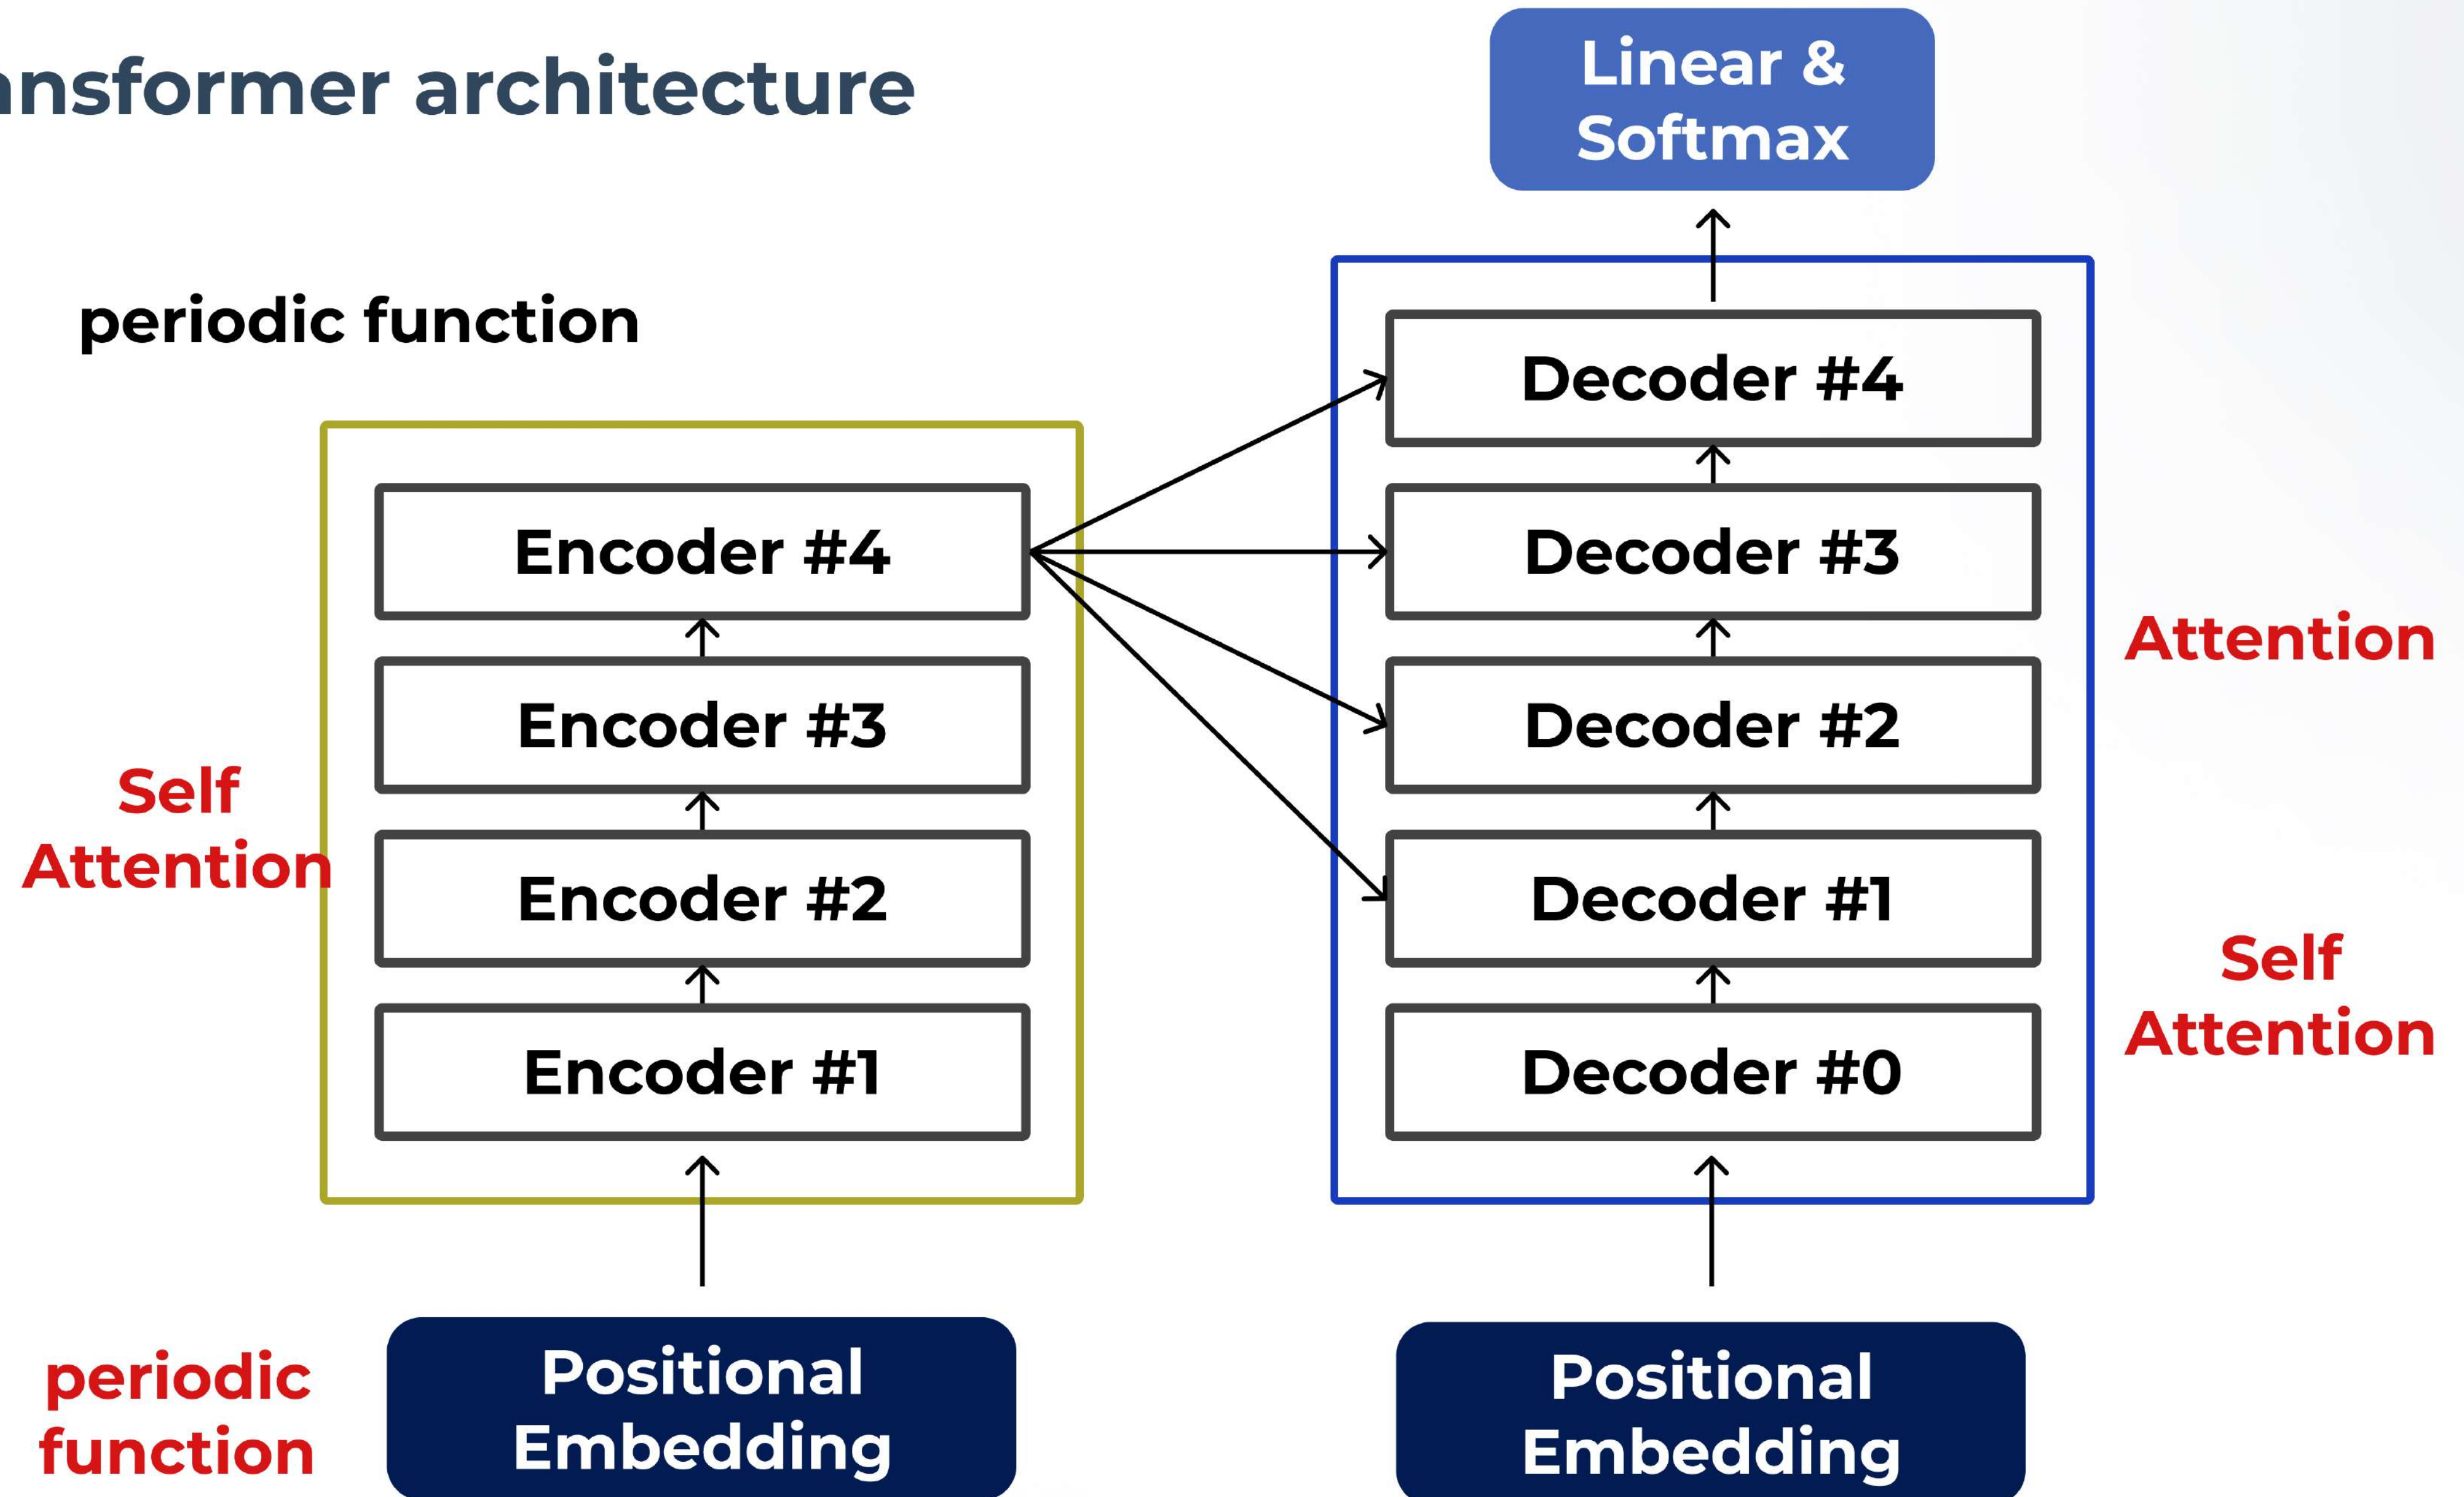 ansformer architecture
Linear &
Softmax
periodic function
Decoder #4
Encoder #4
Decoder #3
Attention
Encoder #3
Decoder #2
Self
Attention
Encoder #2
Decoder #1
Self
Attention
Encoder #1
Decoder #0
periodic
function
Positional
Embedding
Positional
Embedding